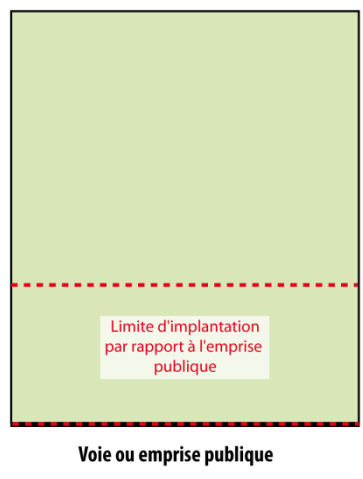 Limite d'implantation
par rapport à l'emprise
publique
Voie ou emprise publique